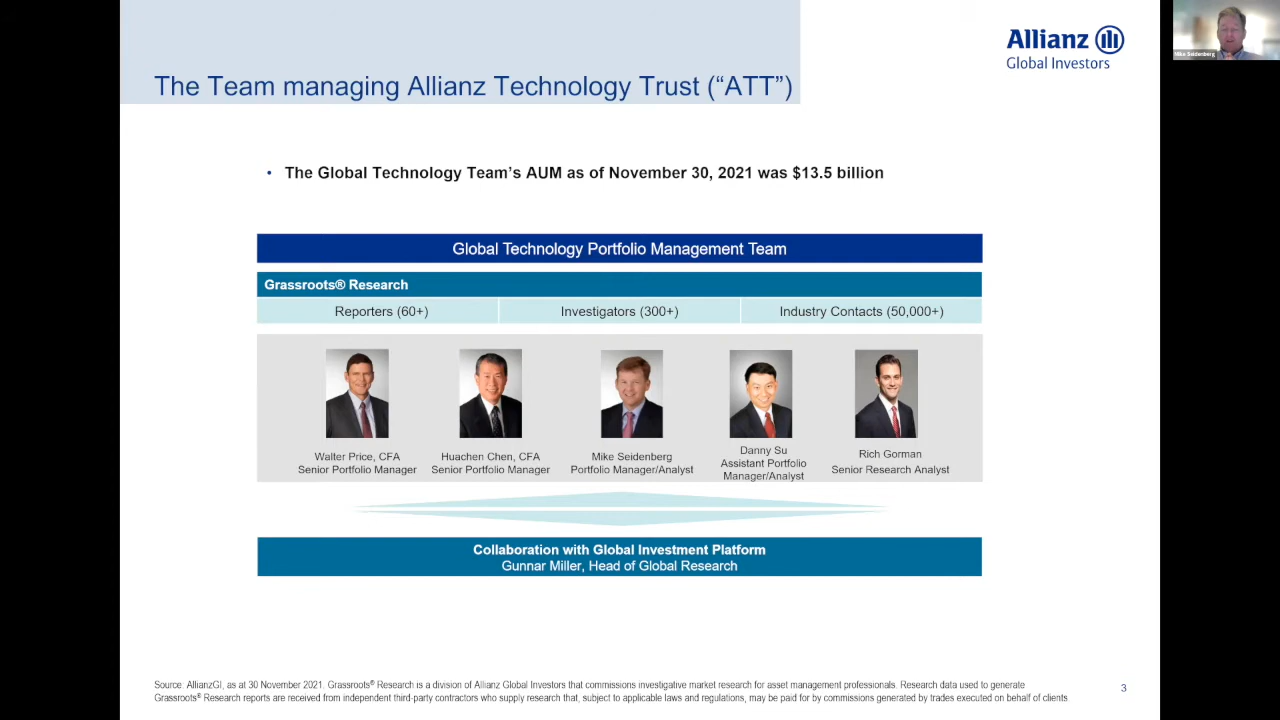 Allianz
Global Investors
Mike Seidenberg
The Team managing Allianz Technology Trust (“ATT”)
• The Global Technology Team’s AUM as of November 30, 2021 was $13.5 billion
Global Technology Portfolio Management Team
Grassroots® Research
Reporters (60+)
Investigators (300+)
Industry Contacts (50,000+)
Walter Price, CFA
Senior Portfolio Manager
Huachen Chen, CFA
Senior Portfolio Manager
Mike Seidenberg
Portfolio Manager/Analyst
Danny Su
Assistant Portfolio
Manager/Analyst
Rich Gorman
Senior Research Analyst
Collaboration with Global Investment Platform
Gunnar Miller, Head of Global Research
Source: AllianzGI, as at 30 November 2021. Grassroots® Research is a division of Allianz Global Investors that commissions investigative market research for asset management professionals. Research data used to generate
Grassroots® Research reports are received from independent third-party contractors who supply research that, subject to applicable laws and regulations, may be paid for by commissions generated by trades executed on behalf of clients
3